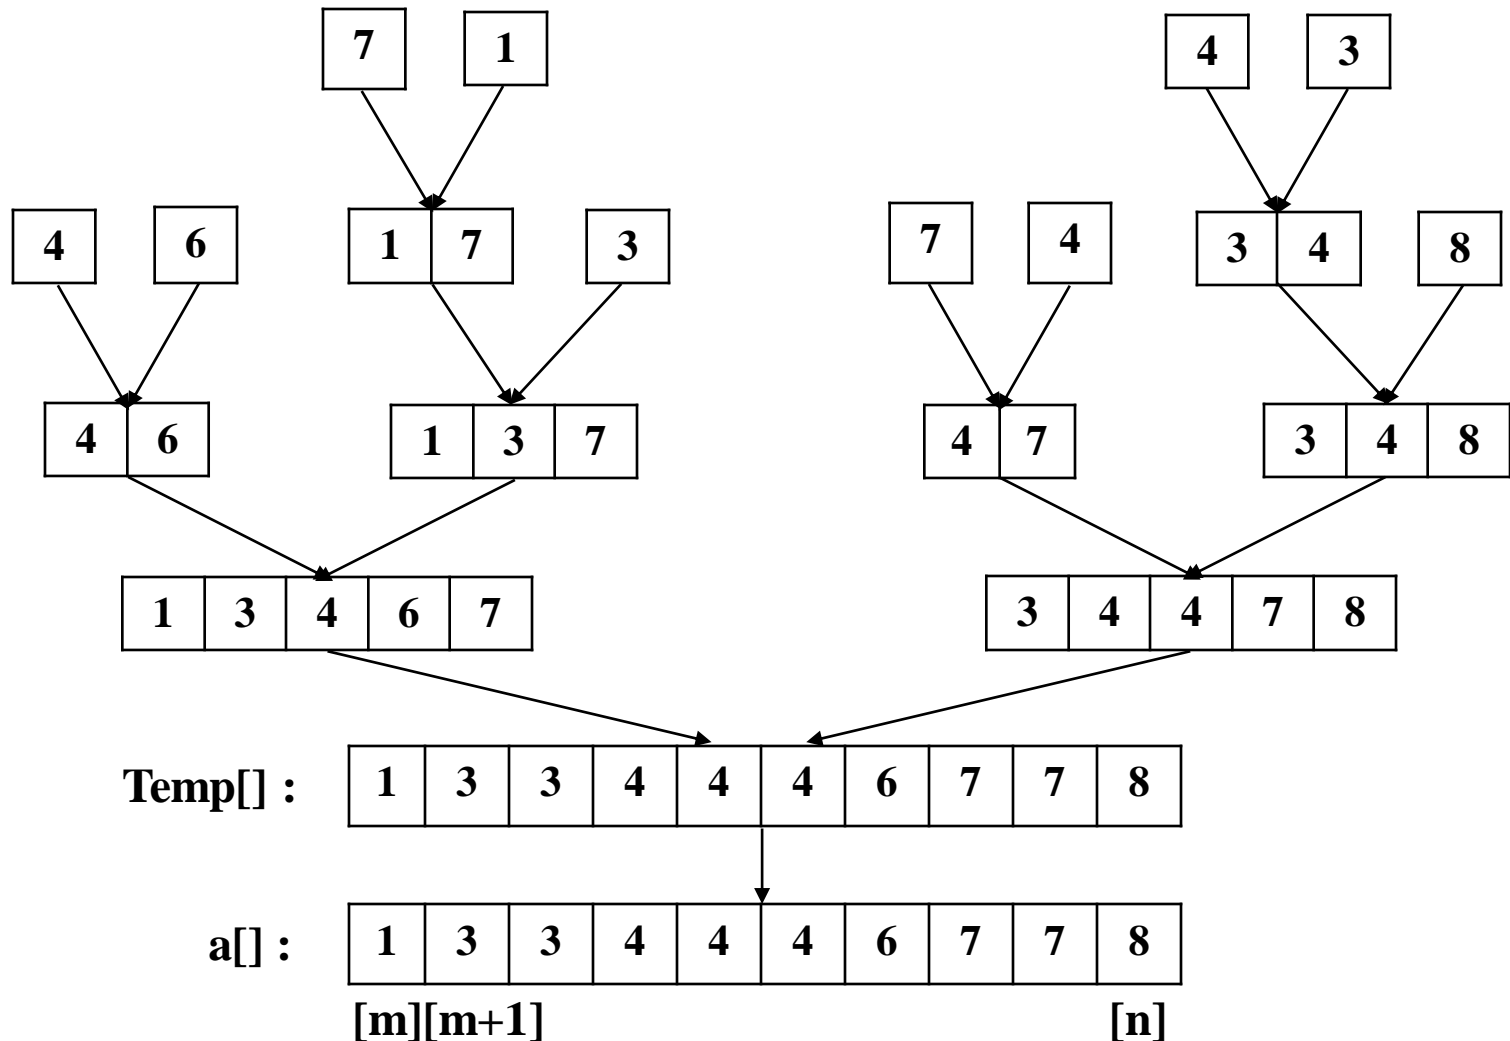 7 1 4 3
4 6 1 7 3 7 4 3 4 8
4 6 1 3 7 4 7 3 4 8
1 3 4 6 7 3 4 4 7 8
Temp[] : 1 3 3 4 4 4 6 7 7 8
a[] : 1 3 3 4 4 4 6 7 7 8
[m][m+1] [n]